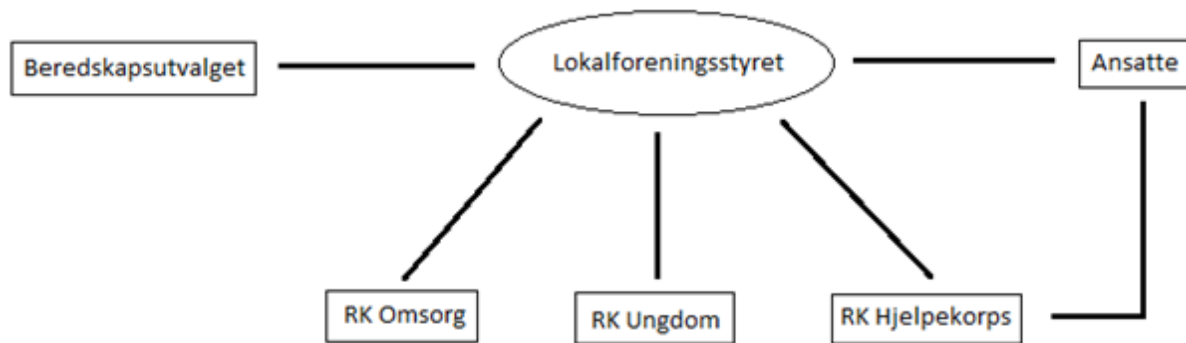 Beredskapsutvalget
Lokalforeningsstyret
Ansatte
RK Omsorg
RK Ungdom
RK Hjelpekorps